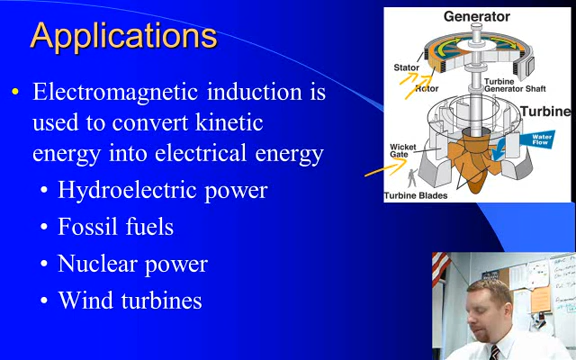 Applications
Electromagnetic induction is
used to convert kinetic
energy into electrical energy
Hydroelectric power
Fossil fuels
Nuclear power
Wind turbines
Generator
Stator
Rotor
Turbine
Generator Shaft
Turbine
Water
Flow
Wicket
Gate
Turbine Blades